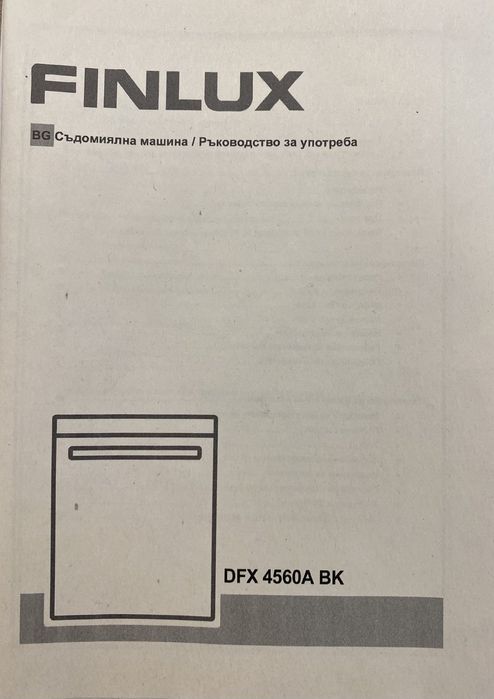 FINLUX
BG Съдомиялна машина / Ръководство за употреба
DFX 4560A BK